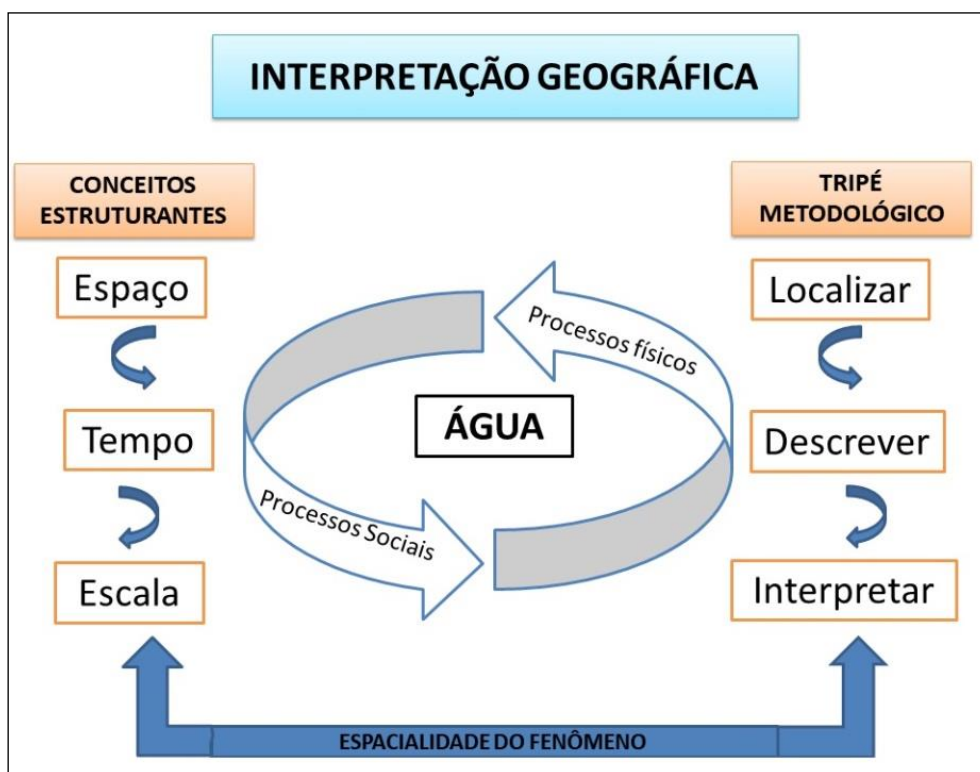 INTERPRETAÇÃO GEOGRÁFICA
CONCEITOS
ESTRUTURANTES
Espaço
Tempo
Escala
Processos físicos
ÁGUA
Processos Sociais
TRIPÉ
METODOLÓGICO
Localizar
Descrever
Interpretar
ESPACIALIDADE DO FENÔMENO